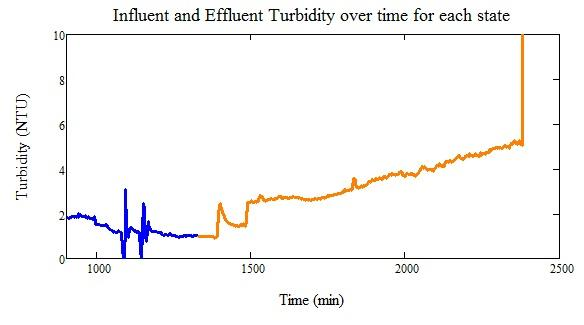 Influent and Effluent Turbidity over time for each state
10
8
6
4
2
0
Turbidity (NTU)
1000 1500 2000 2500
Time (min)